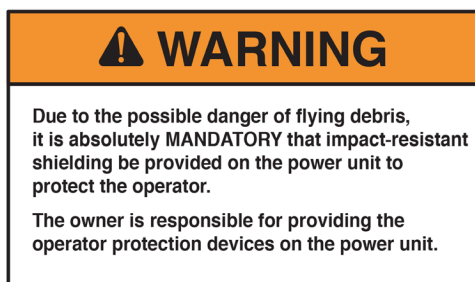 WARNING
Due to the possible danger of flying debris,
it is absolutely MANDATORY that impact-resistant
shielding be provided on the power unit to
protect the operator.
The owner is responsible for providing the
operator protection devices on the power unit.